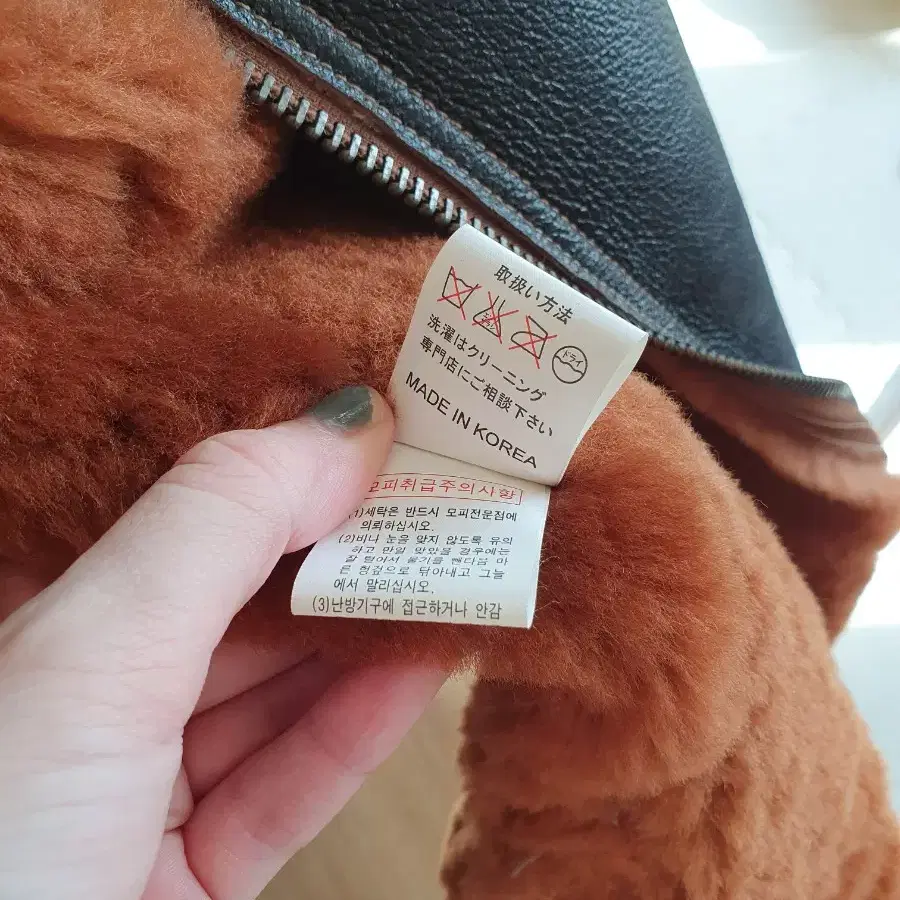 取扱い方法
ドライ
洗濯はクリーニング
専門店にご相談下さい
MADE IN KOREA
모피취급주의사항
(1)세탁은 반드시 모피전문점에
의뢰하십시오.
(2)비나 눈을 맞지 않도록 유의
하고 만일 맞았을 경우에는
잘 털어서 물기를 뺀다음 마
른 헝겊으로 닦아내고 그늘
에서 말리십시오.
(3)난방기구에 접근하거나 안감